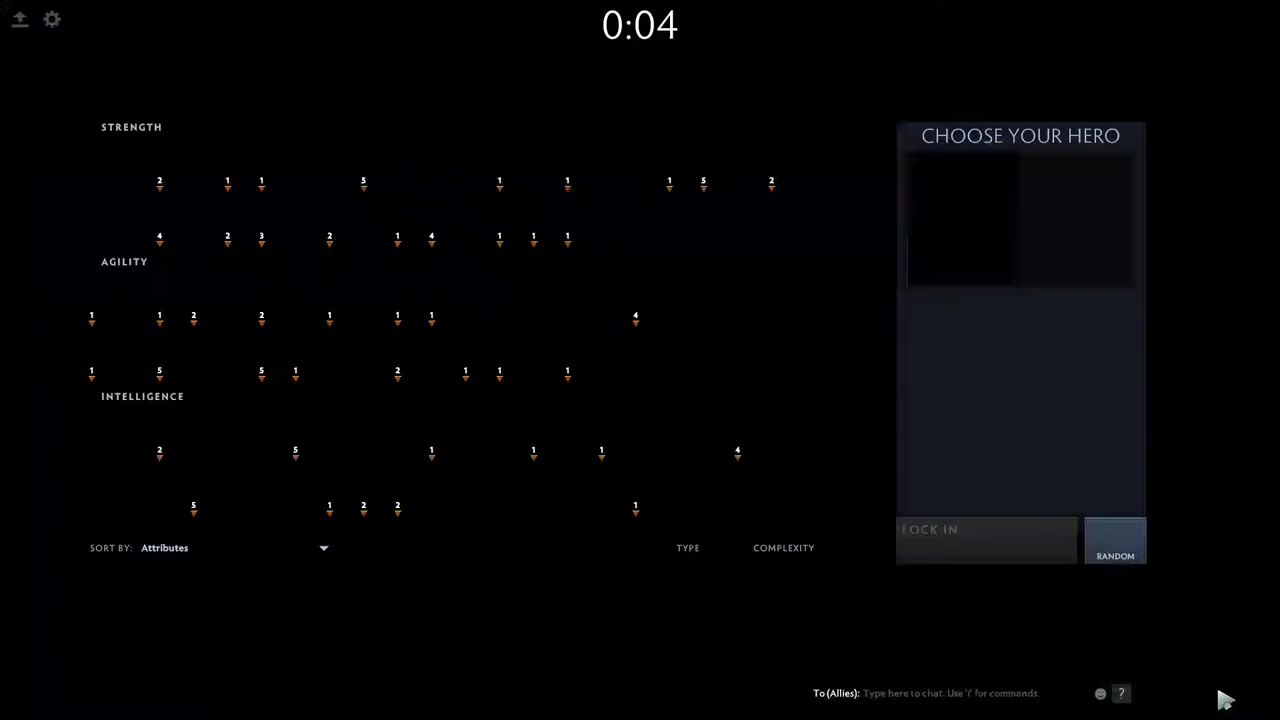 0:04
STRENGTH
CHOOSE YOUR HERO
2 1 1 5 1 1 1 5 2
4 2 3 2 1 4 1 1 1
AGILITY
1 1 2 2 1 1 1 4
1 5 5 1 2 1 1 1
INTELLIGENCE
2 5 1 1 1 4
5 1 2 2 1
LOCK IN
SORT BY: Attributes TYPE COMPLEXITY
RANDOM
To (Allies): Type here to chat. Use '/' for commands. ?